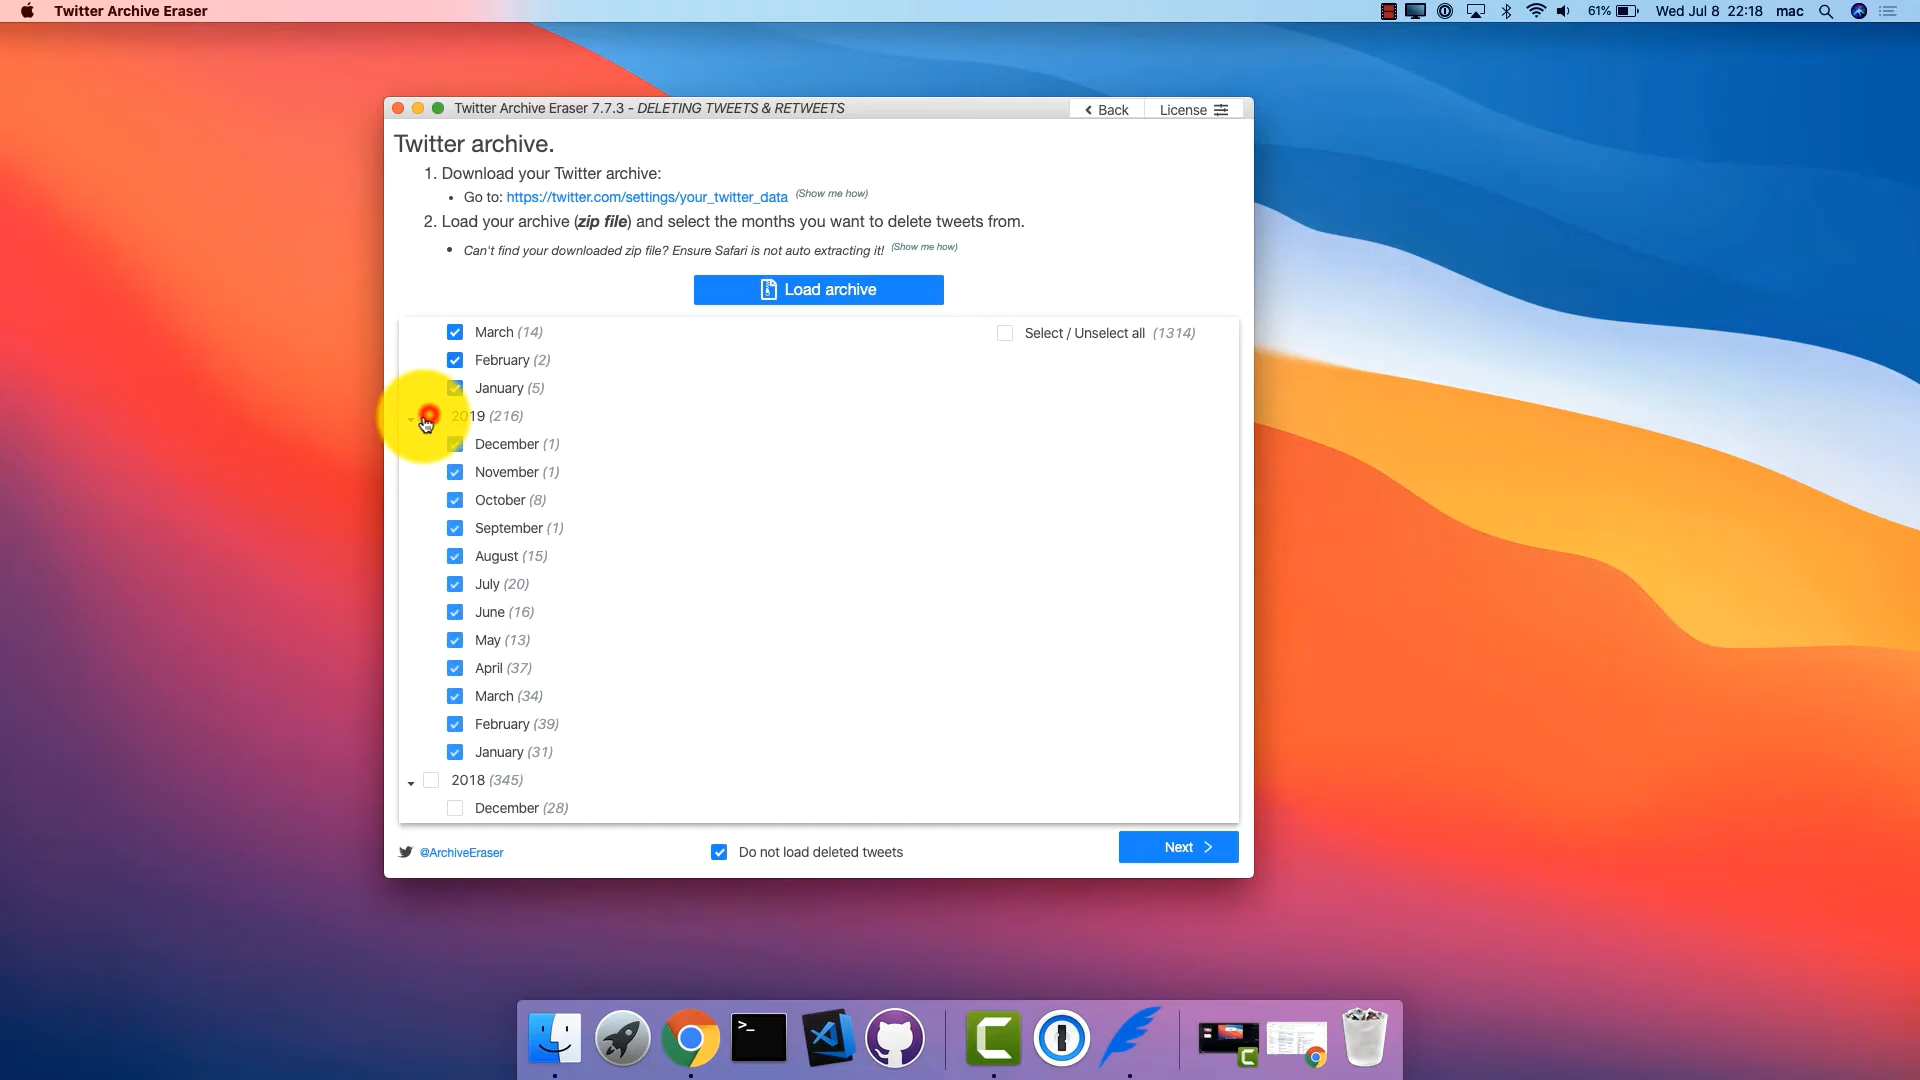 Twitter Archive Eraser
61%
Wed Jul 8 22:18
mac
Twitter Archive Eraser 7.7.3 - DELETING TWEETS & RETWEETS
Back
License
Twitter archive.
1. Download your Twitter archive:
• Go to: https://twitter.com/settings/your_twitter_data (Show me how)
2. Load your archive (zip file) and select the months you want to delete tweets from.
• Can't find your downloaded zip file? Ensure Safari is not auto extracting it! (Show me how)
Load archive
March (14)
Select / Unselect all (1314)
February (2)
January (5)
2019 (216)
December (1)
November (1)
October (8)
September (1)
August (15)
July (20)
June (16)
May (13)
April (37)
March (34)
February (39)
January (31)
2018 (345)
December (28)
@ArchiveEraser
Do not load deleted tweets
Next
>_